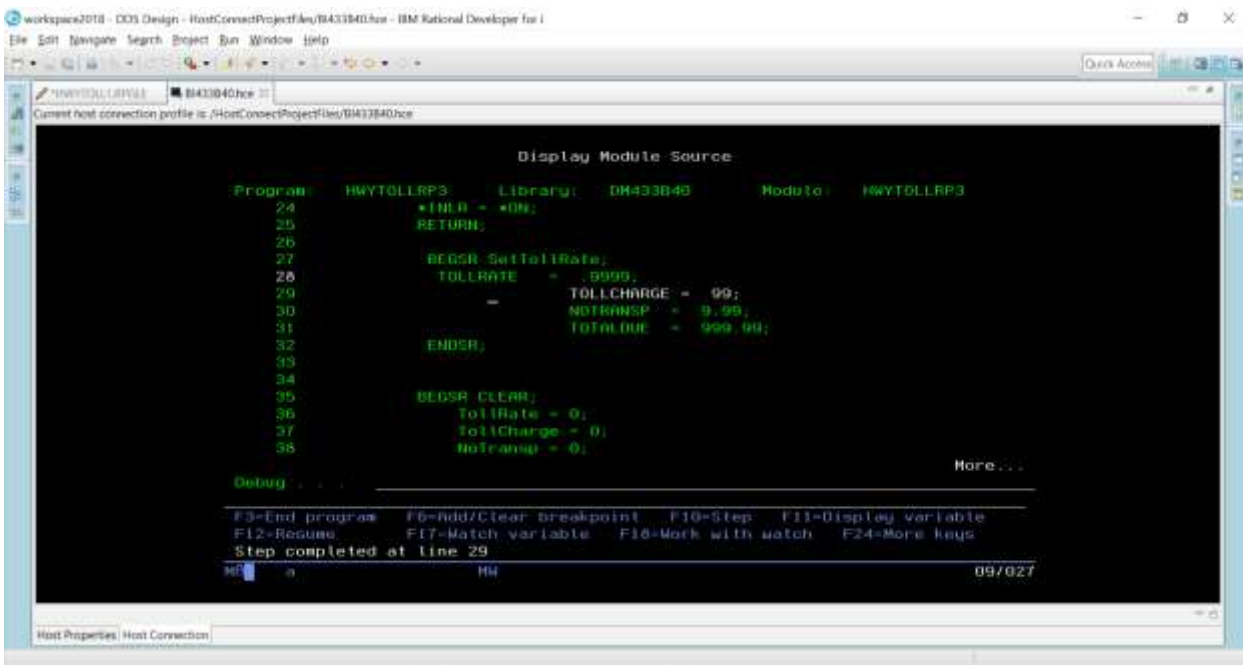 workspace2018 - DDS Design - HostConnectProjectFiles/BI433B40.hce - IBM Rational Developer for i
File Edit Navigate Search Project Run Window Help
Quick Access
BI433B40.hce
Current host connection profile is: /HostConnectProjectFiles/BI433B40.hce
Display Module Source
Program: HWYTOLLRP3 Library: DM433B40 Module: HWYTOLLRP3
24 *INLR = *ON;
25 RETURN;
26
27 BEGSR SetTollRate;
28 TOLLRATE = .9999;
29 TOLLCHARGE = 99;
30 NOTRANSP = 9.99;
31 TOTALDUE = 999.99;
32 ENDSR;
33
34
35 BEGSR CLEAR;
36 TollRate = 0;
37 TollCharge = 0;
38 NoTransp = 0;
More...
Debug . . .
F3=End program F6=Add/Clear breakpoint F10=Step F11=Display variable
F12=Resume F17=Watch variable F18=Work with watch F24=More keys
Step completed at line 29
MA a MW 09/027
Host Properties Host Connection